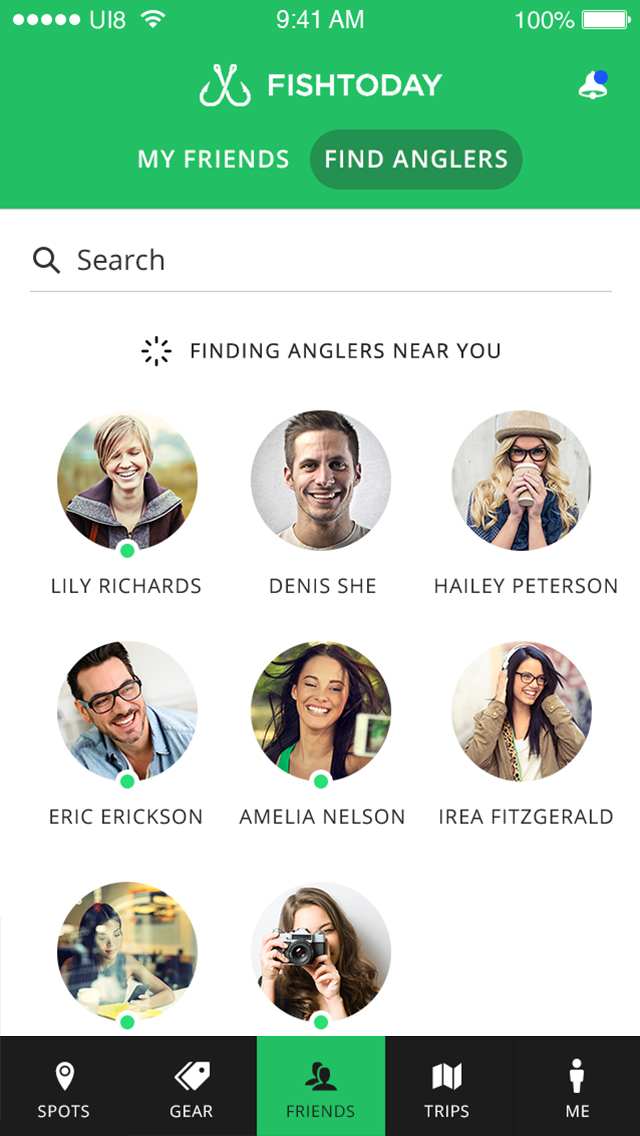 UI8 9:41 AM 100%
FISHTODAY
MY FRIENDS FIND ANGLERS
Search
FINDING ANGLERS NEAR YOU
LILY RICHARDS DENIS SHE HAILEY PETERSON
ERIC ERICKSON AMELIA NELSON IREA FITZGERALD
SPOTS GEAR FRIENDS TRIPS ME